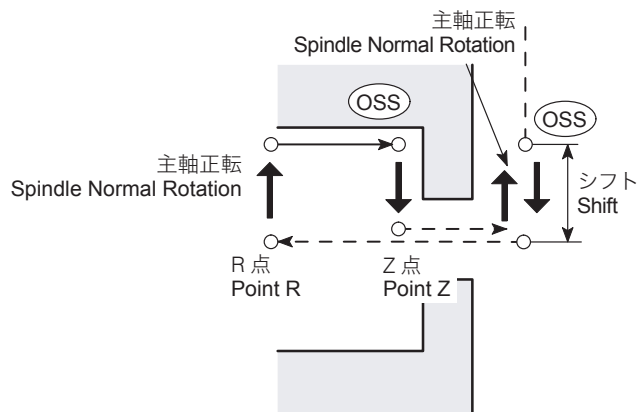 主軸正転
Spindle Normal Rotation
OSS
OSS
主軸正転
Spindle Normal Rotation
シフト
Shift
R 点
Point R
Z 点
Point Z